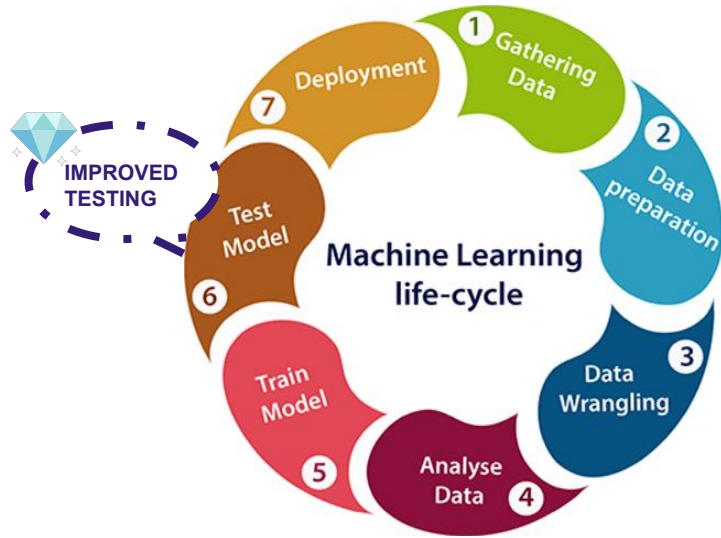 Machine Learning
life-cycle
1
Gathering
Data
2
Data
preparation
3
Data
Wrangling
4
Analyse
Data
5
Train
Model
6
Test
Model
7
Deployment
IMPROVED
TESTING